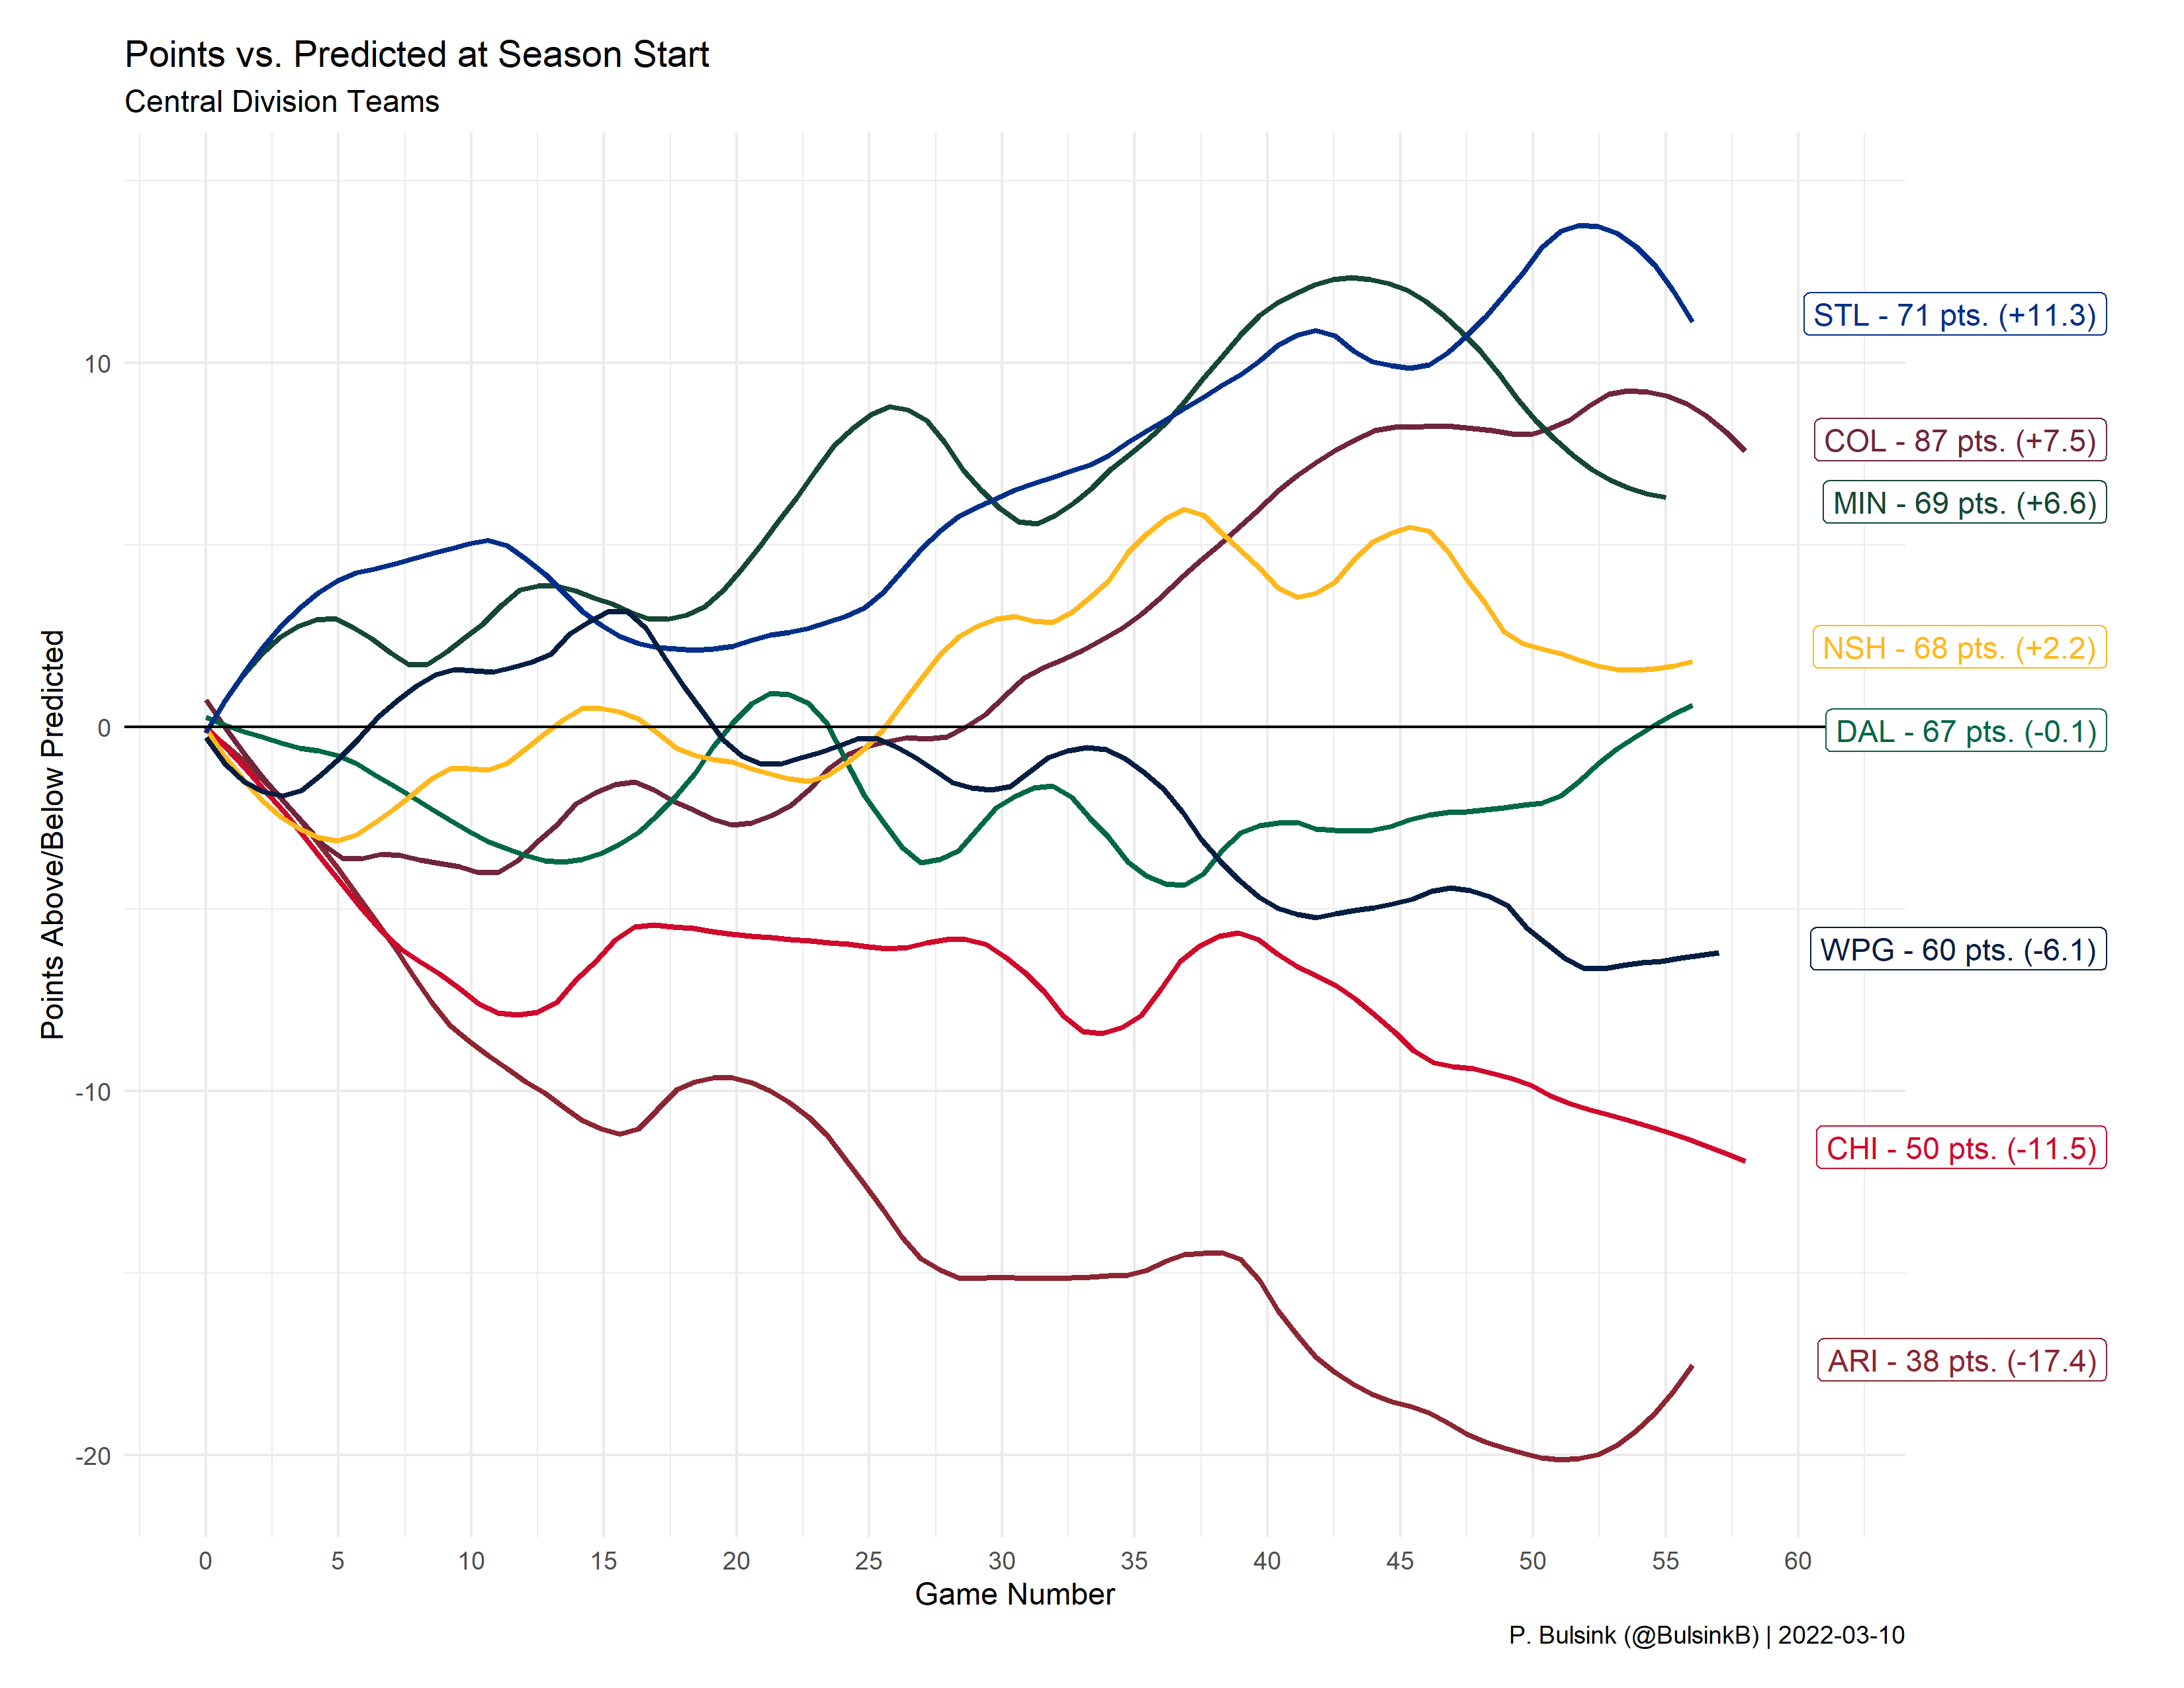 Points vs. Predicted at Season Start
Central Division Teams
Points Above/Below Predicted
10
0
-10
-20
STL - 71 pts. (+11.3)
COL - 87 pts. (+7.5)
MIN - 69 pts. (+6.6)
NSH - 68 pts. (+2.2)
DAL - 67 pts. (-0.1)
WPG - 60 pts. (-6.1)
CHI - 50 pts. (-11.5)
ARI - 38 pts. (-17.4)
0 5 10 15 20 25 30 35 40 45 50 55 60
Game Number
P. Bulsink (@BulsinkB) | 2022-03-10